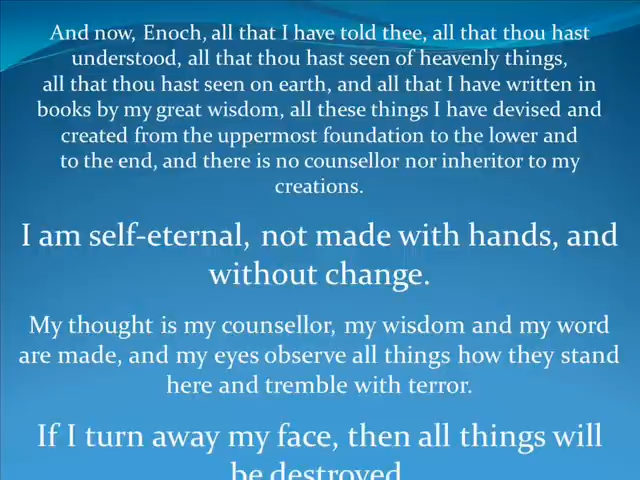 And now, Enoch, all that I have told thee, all that thou hast
understood, all that thou hast seen of heavenly things,
all that thou hast seen on earth, and all that I have written in
books by my great wisdom, all these things I have devised and
created from the uppermost foundation to the lower and
to the end, and there is no counsellor nor inheritor to my
creations.
I am self-eternal, not made with hands, and
without change.
My thought is my counsellor, my wisdom and my word
are made, and my eyes observe all things how they stand
here and tremble with terror.
If I turn away my face, then all things will
be destroyed